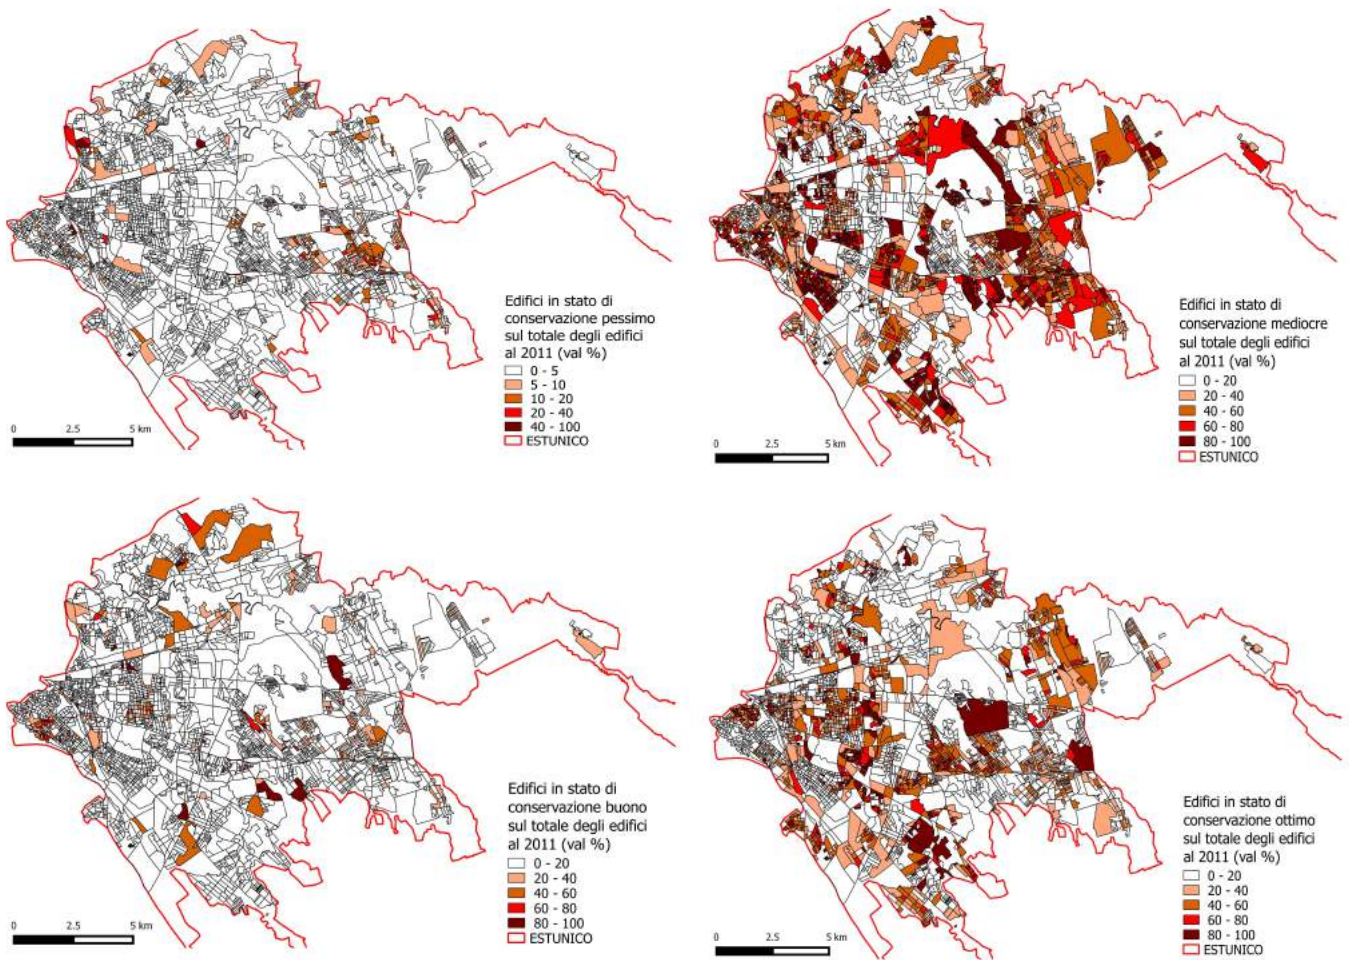 Edifici in stato di
conservazione pessimo
sul totale degli edifici
al 2011 (val %)
0 - 5
5 - 10
10 - 20
20 - 40
40 - 100
ESTUNICO
0 2.5 5 km
Edifici in stato di
conservazione mediocre
sul totale degli edifici
al 2011 (val %)
0 - 20
20 - 40
40 - 60
60 - 80
80 - 100
ESTUNICO
0 2.5 5 km
Edifici in stato di
conservazione buono
sul totale degli edifici
al 2011 (val %)
0 - 20
20 - 40
40 - 60
60 - 80
80 - 100
ESTUNICO
0 2.5 5 km
Edifici in stato di
conservazione ottimo
sul totale degli edifici
al 2011 (val %)
0 - 20
20 - 40
40 - 60
60 - 80
80 - 100
ESTUNICO
0 2.5 5 km